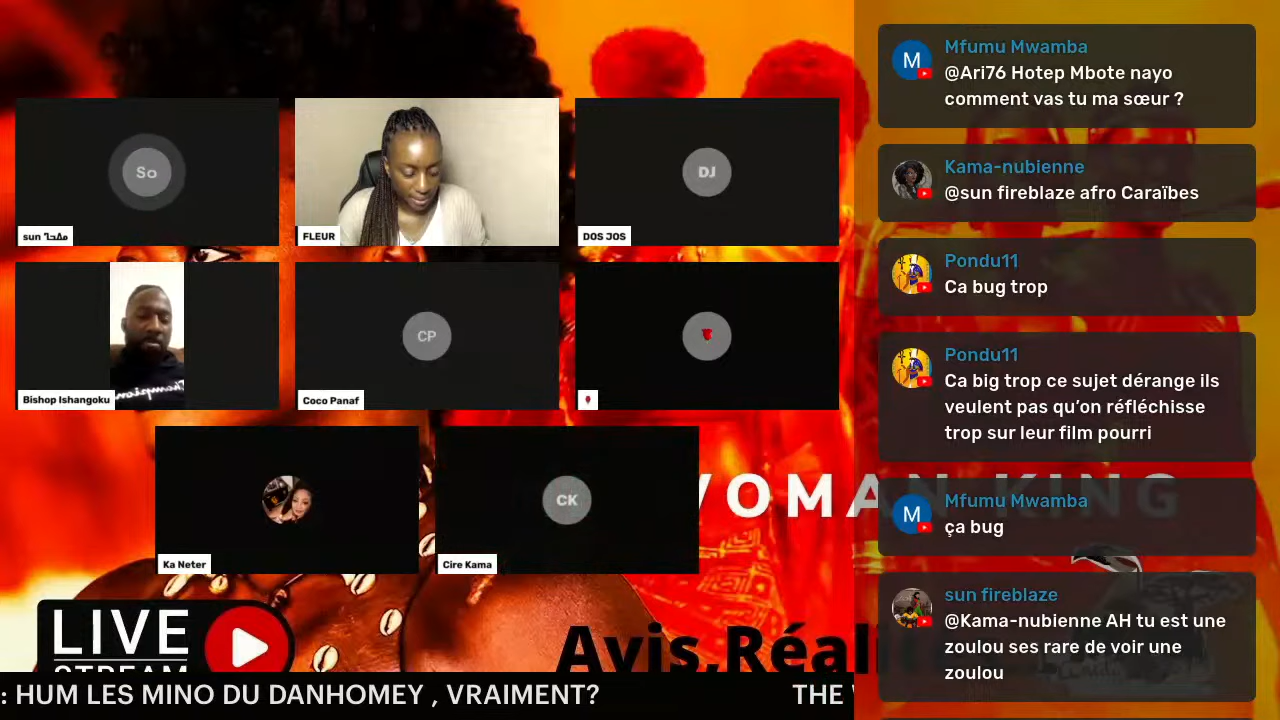 So
sun
FLEUR
DJ
DOS JOS
Bishop Ishangoku
CP
Coco Panaf
Ka Neter
CK
Cire Kama
WOMAN KING
LIVE
STREAM
Avis,Réali
: HUM LES MINO DU DANHOMEY , VRAIMENT?
THE
M
Mfumu Mwamba
@Ari76 Hotep Mbote nayo
comment vas tu ma sœur ?
Kama-nubienne
@sun fireblaze afro Caraïbes
Pondu11
Ca bug trop
Pondu11
Ca big trop ce sujet dérange ils
veulent pas qu’on réfléchisse
trop sur leur film pourri
M
Mfumu Mwamba
ça bug
sun fireblaze
@Kama-nubienne AH tu est une
zoulou ses rare de voir une
zoulou